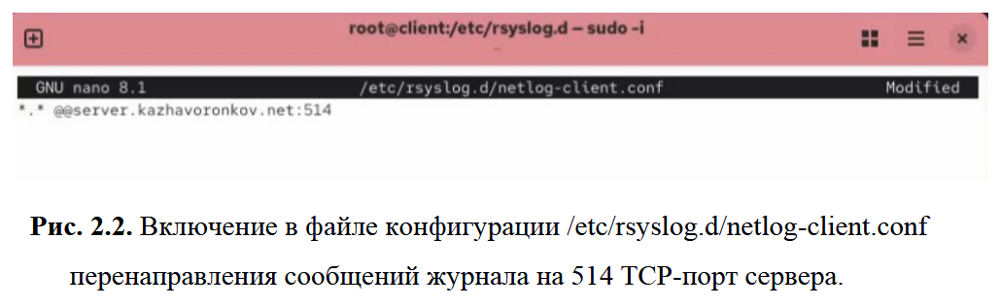 root@client:/etc/rsyslog.d — sudo -i
~
GNU nano 8.1 /etc/rsyslog.d/netlog-client.conf Modified
*.* @@server.kazhavoronkov.net:514
Рис. 2.2. Включение в файле конфигурации /etc/rsyslog.d/netlog-client.conf
перенаправления сообщений журнала на 514 TCP-порт сервера.